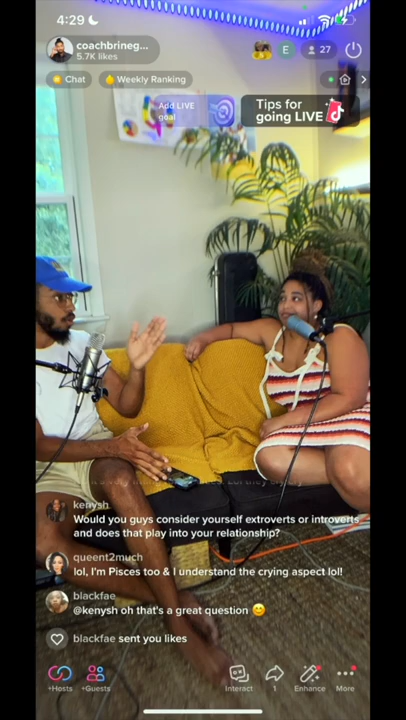 4:29
coachbrineg...
5.7K likes
E
27
Chat
Weekly Ranking
Add LIVE
goal
Tips for
going LIVE
kenysh
Would you guys consider yourself extroverts or introverts
and does that play into your relationship?
queent2much
lol, I'm Pisces too & I understand the crying aspect lol!
blackfae
@kenysh oh that's a great question 😊
blackfae sent you likes
+Hosts
+Guests
Interact
1
Enhance
More